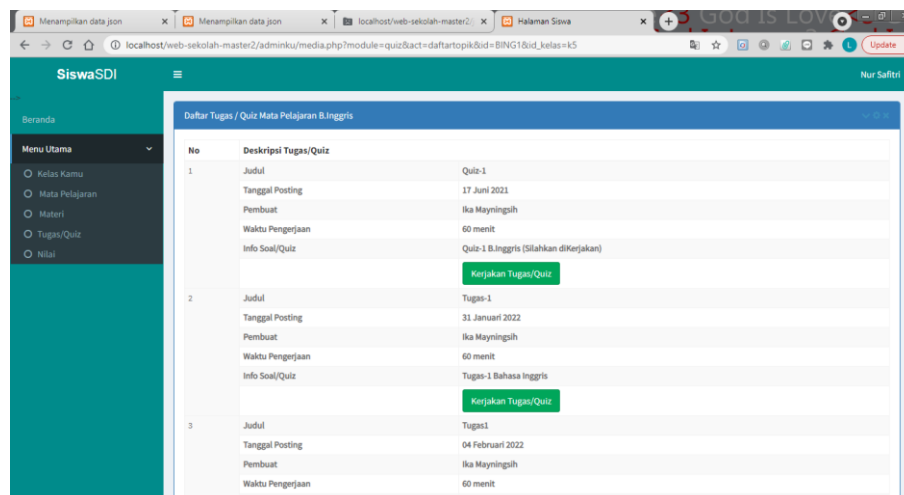 Menampilkan data json
Menampilkan data json
localhost/web-sekolah-master2/
Halaman Siswa
God Is Love
localhost/web-sekolah-master2/adminku/media.php?module=quiz&act=daftartopik&id=BING1&id_kelas=k5
Update
SiswaSDI
Nur Safitri
Beranda
Menu Utama
Kelas Kamu
Mata Pelajaran
Materi
Tugas/Quiz
Nilai
Daftar Tugas / Quiz Mata Pelajaran B.Inggris
No Deskripsi Tugas/Quiz
1 Judul Quiz-1
Tanggal Posting 17 Juni 2021
Pembuat Ika Mayningsih
Waktu Pengerjaan 60 menit
Info Soal/Quiz Quiz-1 B.Inggris (Silahkan diKerjakan)
Kerjakan Tugas/Quiz
2 Judul Tugas-1
Tanggal Posting 31 Januari 2022
Pembuat Ika Mayningsih
Waktu Pengerjaan 60 menit
Info Soal/Quiz Tugas-1 Bahasa Inggris
Kerjakan Tugas/Quiz
3 Judul Tugas1
Tanggal Posting 04 Februari 2022
Pembuat Ika Mayningsih
Waktu Pengerjaan 60 menit